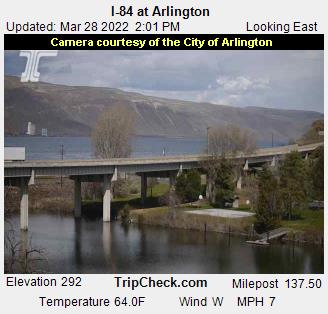 I-84 at Arlington
Updated: Mar 28 2022 2:01 PM Looking East
Camera courtesy of the City of Arlington
Elevation 292 TripCheck.com Milepost 137.50
Temperature 64.0F Wind W MPH 7